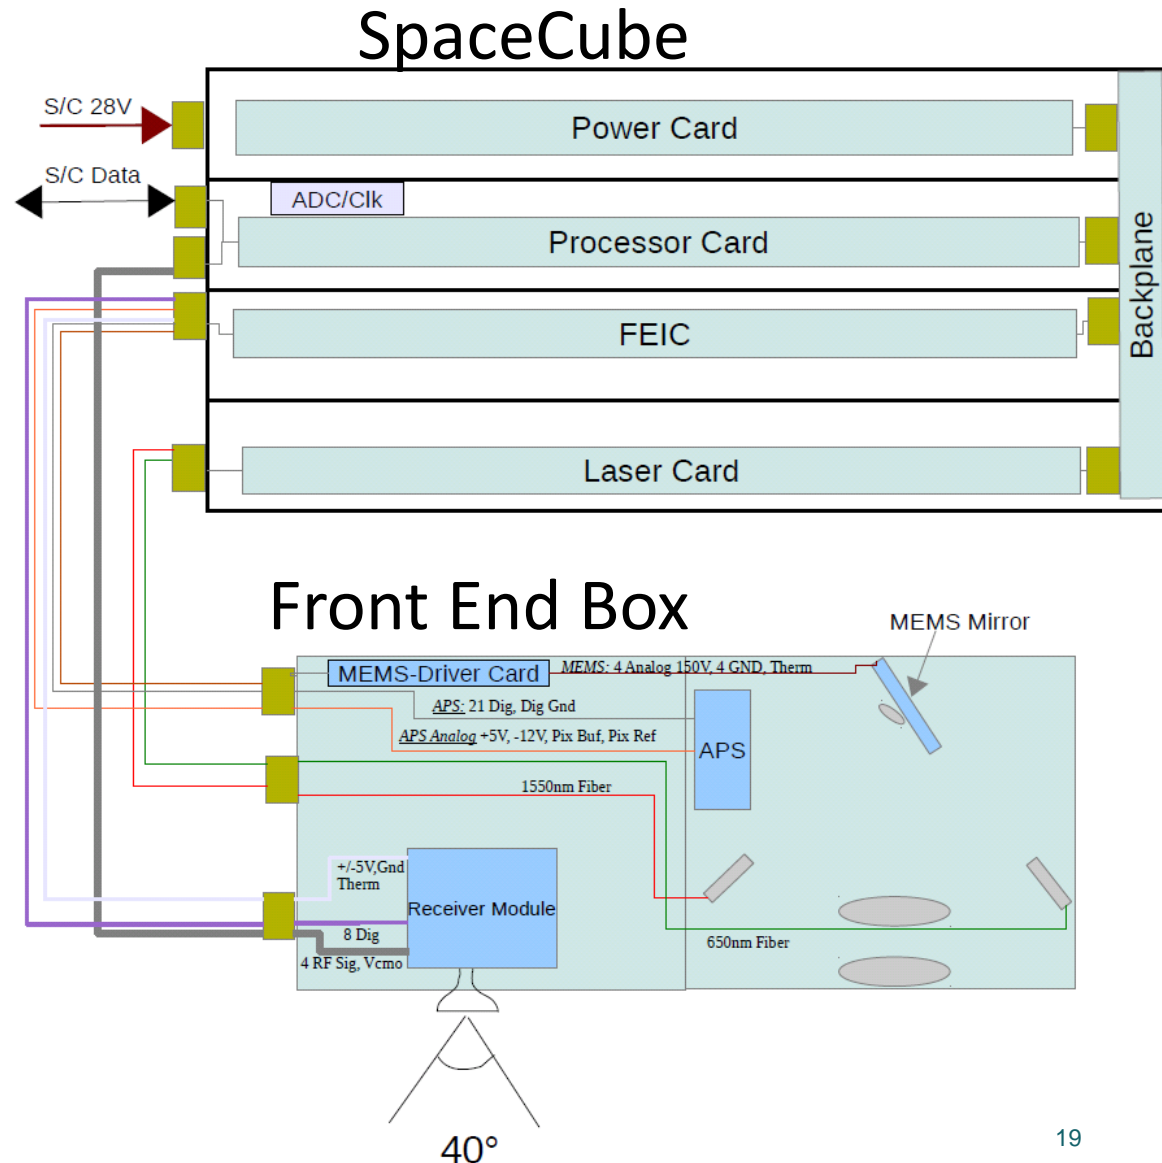 SpaceCube
S/C 28V
Power Card
S/C Data
ADC/Clk
Processor Card
Backplane
FEIC
Laser Card
Front End Box
MEMS Mirror
MEMS-Driver Card
MEMS: 4 Analog 150V, 4 GND, Therm
APS: 21 Dig, Dig Gnd
APS Analog +5V, -12V, Pix Buf, Pix Ref
APS
1550nm Fiber
+/-5V,Gnd
Therm
Receiver Module
8 Dig
650nm Fiber
4 RF Sig, Vcmo
40°
19